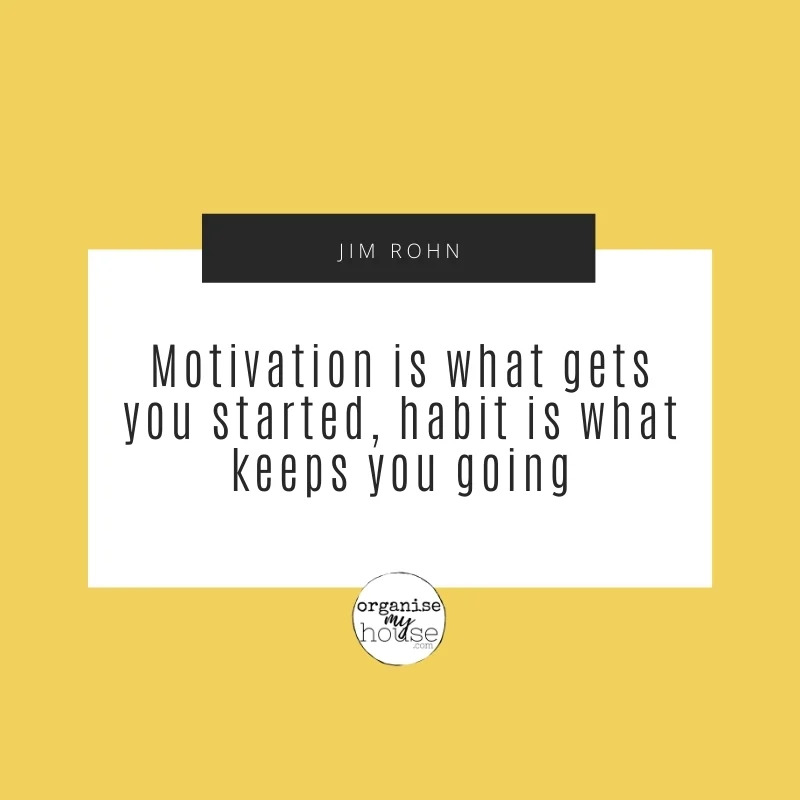 JIM ROHN
Motivation is what gets
you started, habit is what
keeps you going
organise
my
house
.com